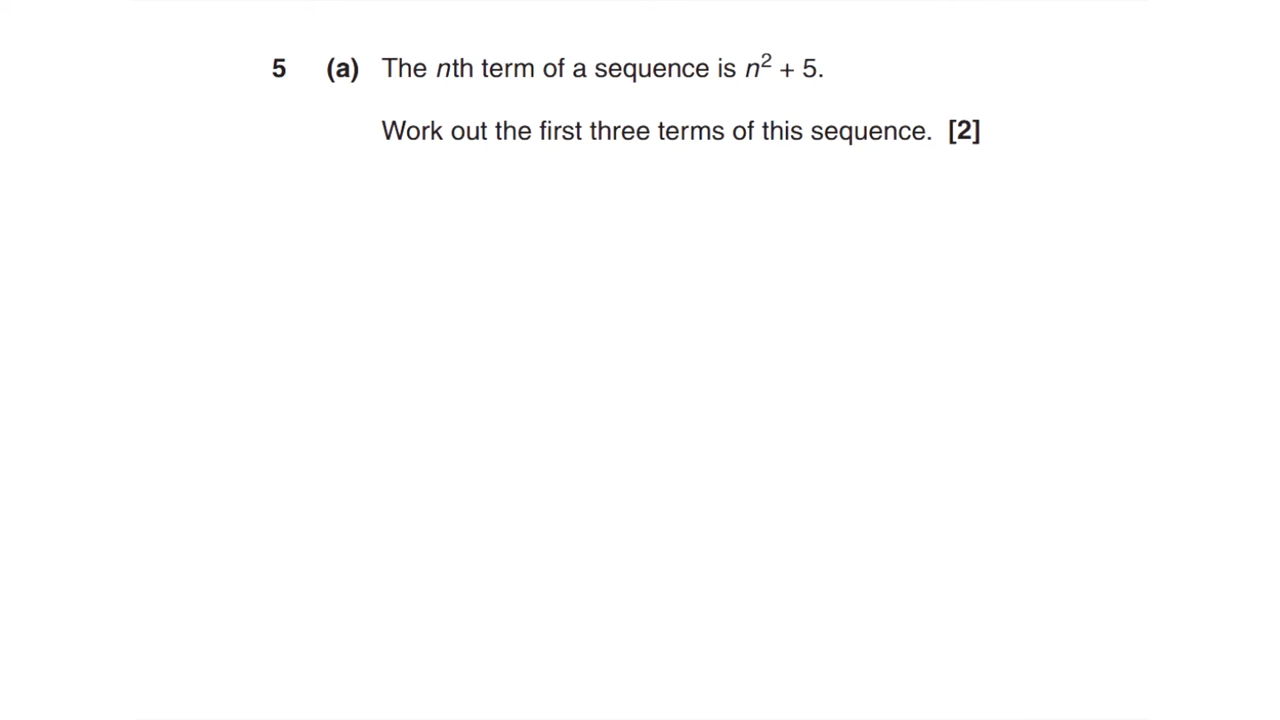 5 (a) The nth term of a sequence is n² + 5.
Work out the first three terms of this sequence. [2]